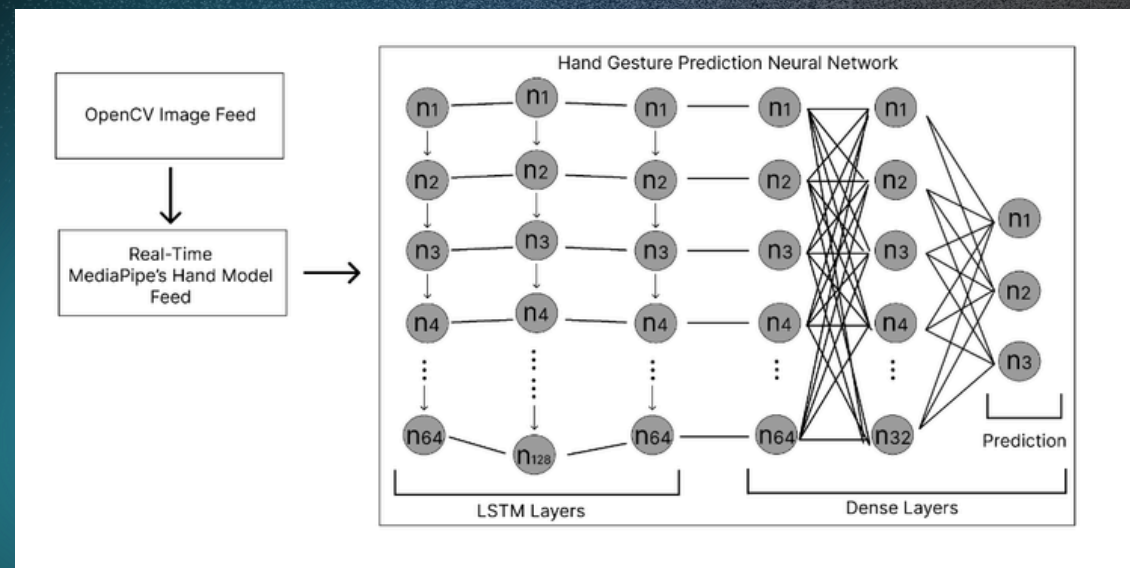 Hand Gesture Prediction Neural Network
OpenCV Image Feed
Real-Time
MediaPipe's Hand Model
Feed
n1 n1 n1 n1 n1
n2 n2 n2 n2 n2
n1
n3 n3 n3 n3 n3
n2
n4 n4 n4 n4 n4
n3
n64 n128 n64 n64 n32
Prediction
LSTM Layers
Dense Layers